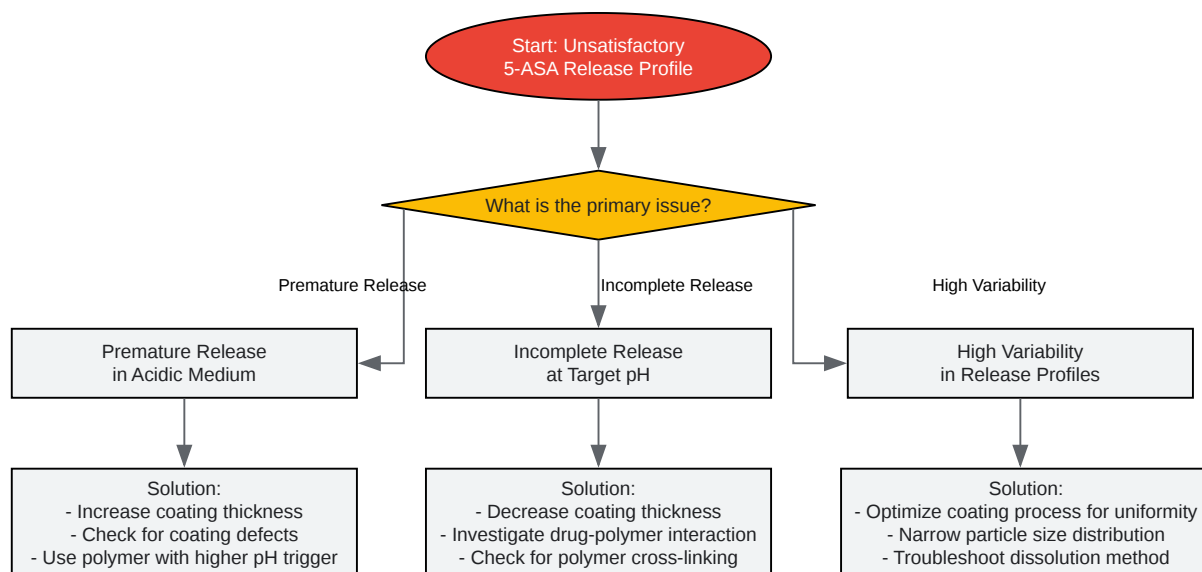 Start: Unsatisfactory
5-ASA Release Profile
What is the primary issue?
Premature Release
Incomplete Release
High Variability
Premature Release
in Acidic Medium
Incomplete Release
at Target pH
High Variability
in Release Profiles
Solution:
- Increase coating thickness
- Check for coating defects
- Use polymer with higher pH trigger
Solution:
- Decrease coating thickness
- Investigate drug-polymer interaction
- Check for polymer cross-linking
Solution:
- Optimize coating process for uniformity
- Narrow particle size distribution
- Troubleshoot dissolution method